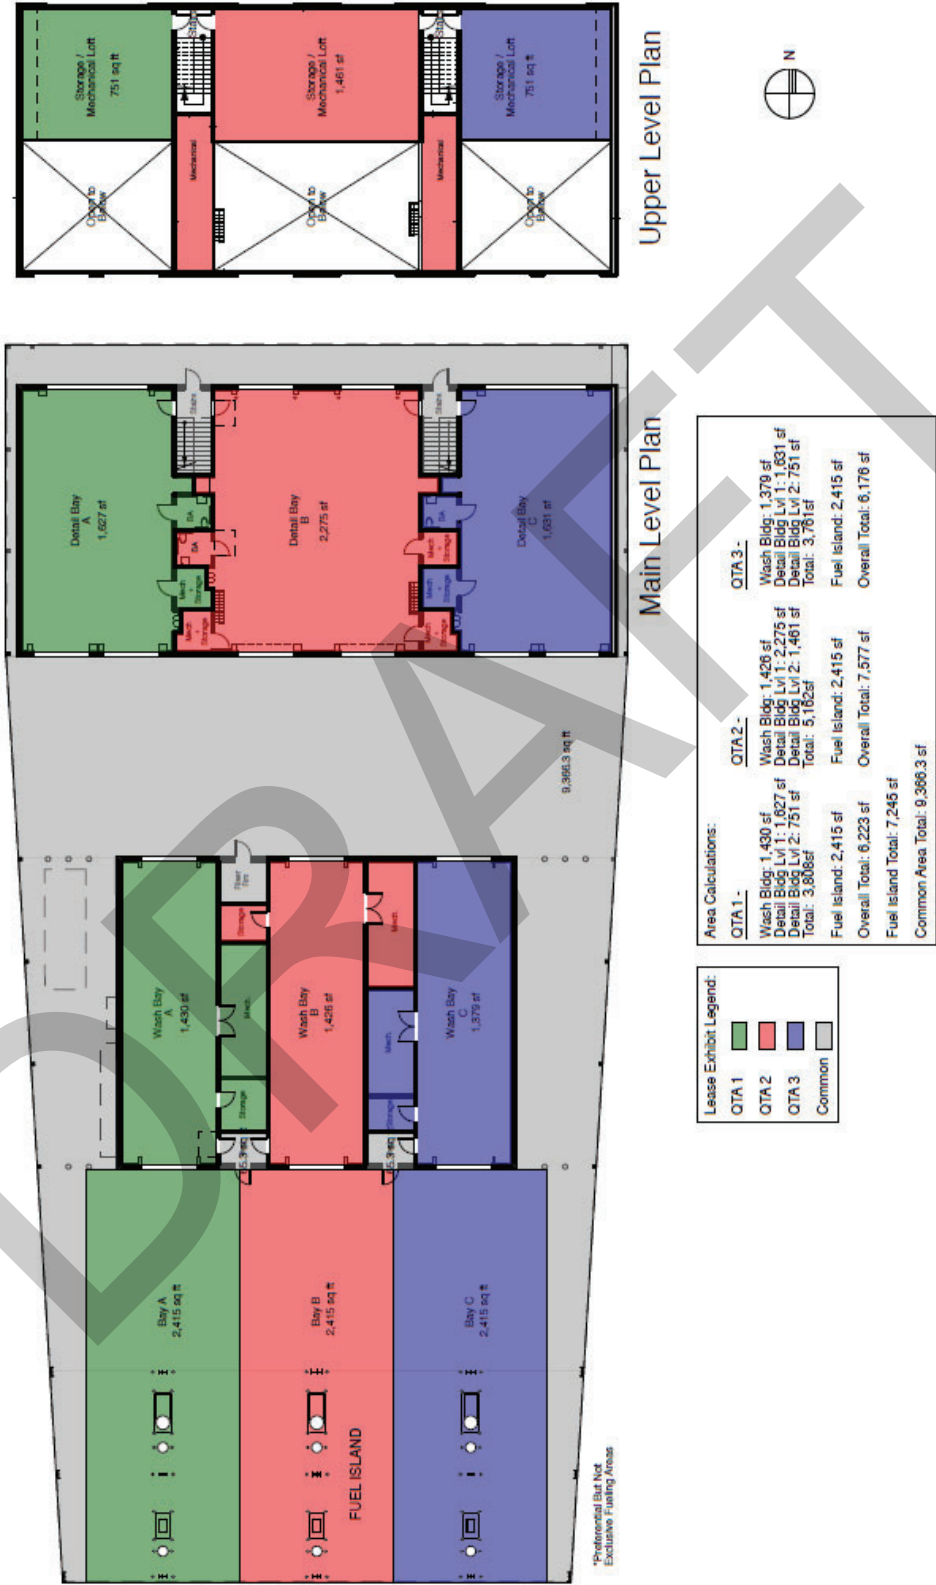 Storage /
Mechanical Loft
751 sq ft
Storage /
Mechanical Loft
1,461 sf
Storage /
Mechanical Loft
751 sq ft
Mechanical
Mechanical
Open to
Below
Open to
Below
Open to
Below
Upper Level Plan
N
Detail Bay
A
1,627 sf
Detail Bay
B
2,275 sf
Detail Bay
C
1,631 sf
Stairs
Stairs
Mech
+
Storage
Mech
+
Storage
Mech
+
Storage
Mech
+
Storage
Mech
+
Storage
Main Level Plan
9,366.3 sq ft
Wash Bay
A
1,430 sf
Wash Bay
B
1,426 sf
Wash Bay
C
1,379 sf
Storage
Mech.
Storage
Mech.
Mech.
Storage
Bay A
2,415 sq ft
Bay B
2,415 sq ft
Bay C
2,415 sq ft
FUEL ISLAND
*Preferential But Not
Exclusive Fueling Areas
Lease Exhibit Legend:
QTA 1
QTA 2
QTA 3
Common
Area Calculations:
QTA 1 -
Wash Bldg: 1,430 sf
Detail Bldg Lvl 1: 1,627 sf
Detail Bldg Lvl 2: 751 sf
Total: 3,808sf
Fuel Island: 2,415 sf
Overall Total: 6,223 sf
QTA 2 -
Wash Bldg: 1,426 sf
Detail Bldg Lvl 1: 2,275 sf
Detail Bldg Lvl 2: 1,461 sf
Total: 5,162sf
Fuel Island: 2,415 sf
Overall Total: 7,577 sf
QTA 3 -
Wash Bldg: 1,379 sf
Detail Bldg Lvl 1: 1,631 sf
Detail Bldg Lvl 2: 751 sf
Total: 3,761sf
Fuel Island: 2,415 sf
Overall Total: 6,176 sf
Fuel Island Total: 7,245 sf
Common Area Total: 9,366.3 sf
DRAFT